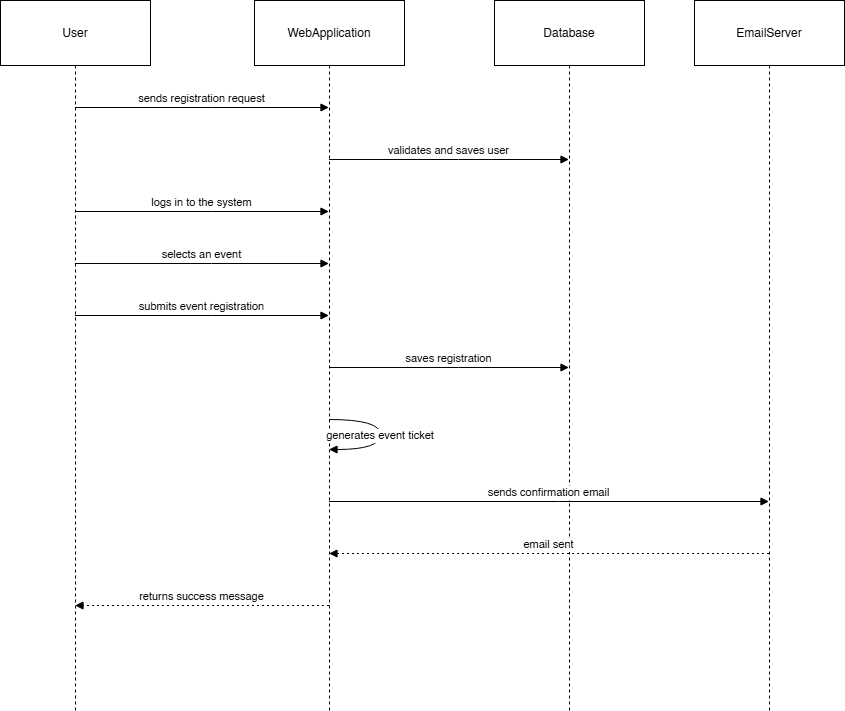 User
WebApplication
Database
EmailServer
sends registration request
validates and saves user
logs in to the system
selects an event
submits event registration
saves registration
generates event ticket
sends confirmation email
email sent
returns success message